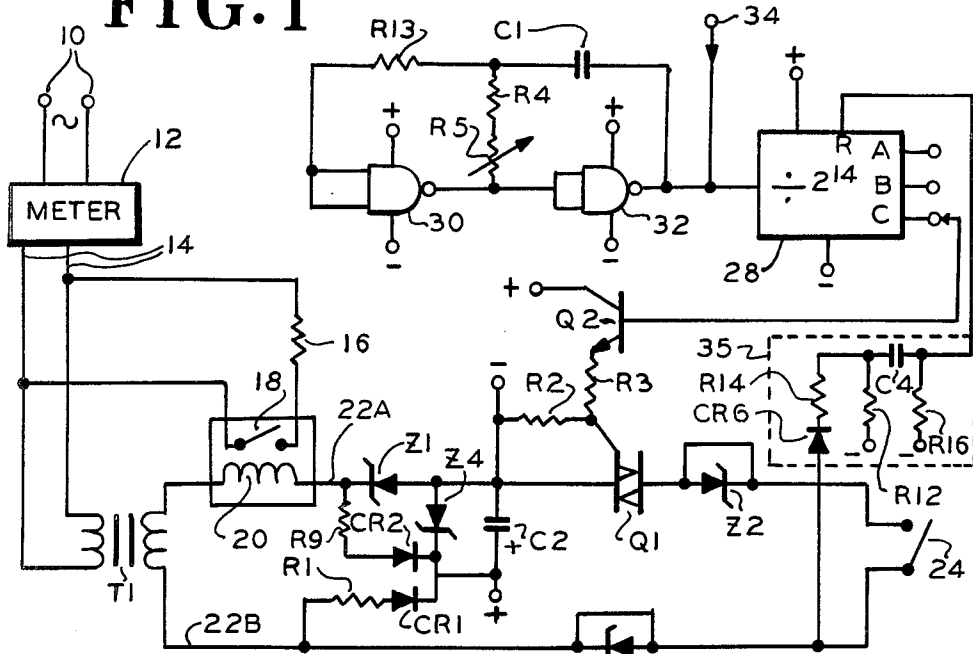 FIG. 1
10
~
12
METER
14
16
18
20
22A
22B
T1
R13
C1
R4
R5
+
+
30
32
−
−
34
+
R
A
÷ 2^14
B
C
28
−
+
Q2
35
R14
C4
CR6
R16
−
−
R12
−
R2
R3
Z1
Z4
CR2
R9
R1
CR1
+
C2
+
Q1
Z2
24